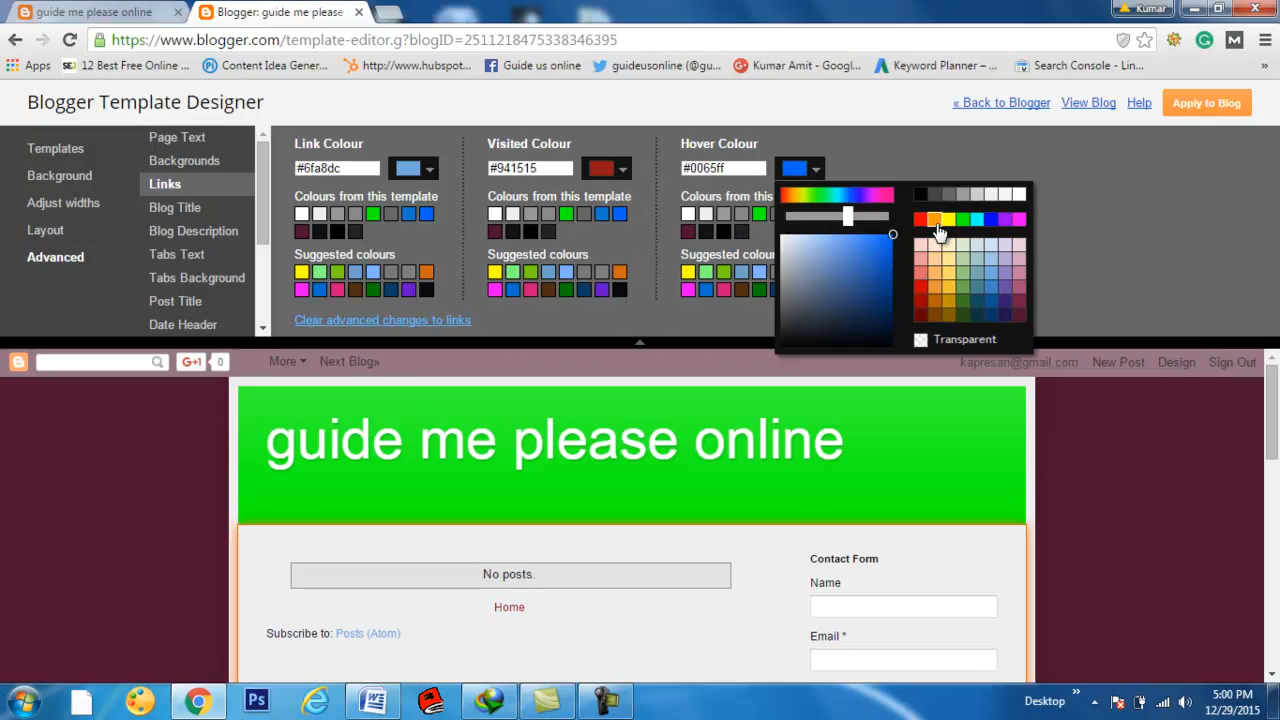 guide me please online
Blogger: guide me please
Kumar
https://www.blogger.com/template-editor.g?blogID=2511218475338346395
Apps
12 Best Free Online ...
Content Idea Gener...
http://www.hubspot...
Guide us online
guideusonline (@gu...
Kumar Amit - Googl...
Keyword Planner – ...
Search Console - Lin...
»
Blogger Template Designer
« Back to Blogger
View Blog
Help
Apply to Blog
Templates
Background
Adjust widths
Layout
Advanced
Page Text
Backgrounds
Links
Blog Title
Blog Description
Tabs Text
Tabs Background
Post Title
Date Header
Link Colour
#6fa8dc
Colours from this template
Suggested colours
Visited Colour
#941515
Colours from this template
Suggested colours
Hover Colour
#0065ff
Colours from th
Suggested colours
Transparent
Clear advanced changes to links
G+1 0
More
Next Blog»
kapresan@gmail.com
New Post
Design
Sign Out
guide me please online
No posts.
Home
Subscribe to: Posts (Atom)
Contact Form
Name
Email *
Ps
Desktop
»
5:00 PM
12/29/2015